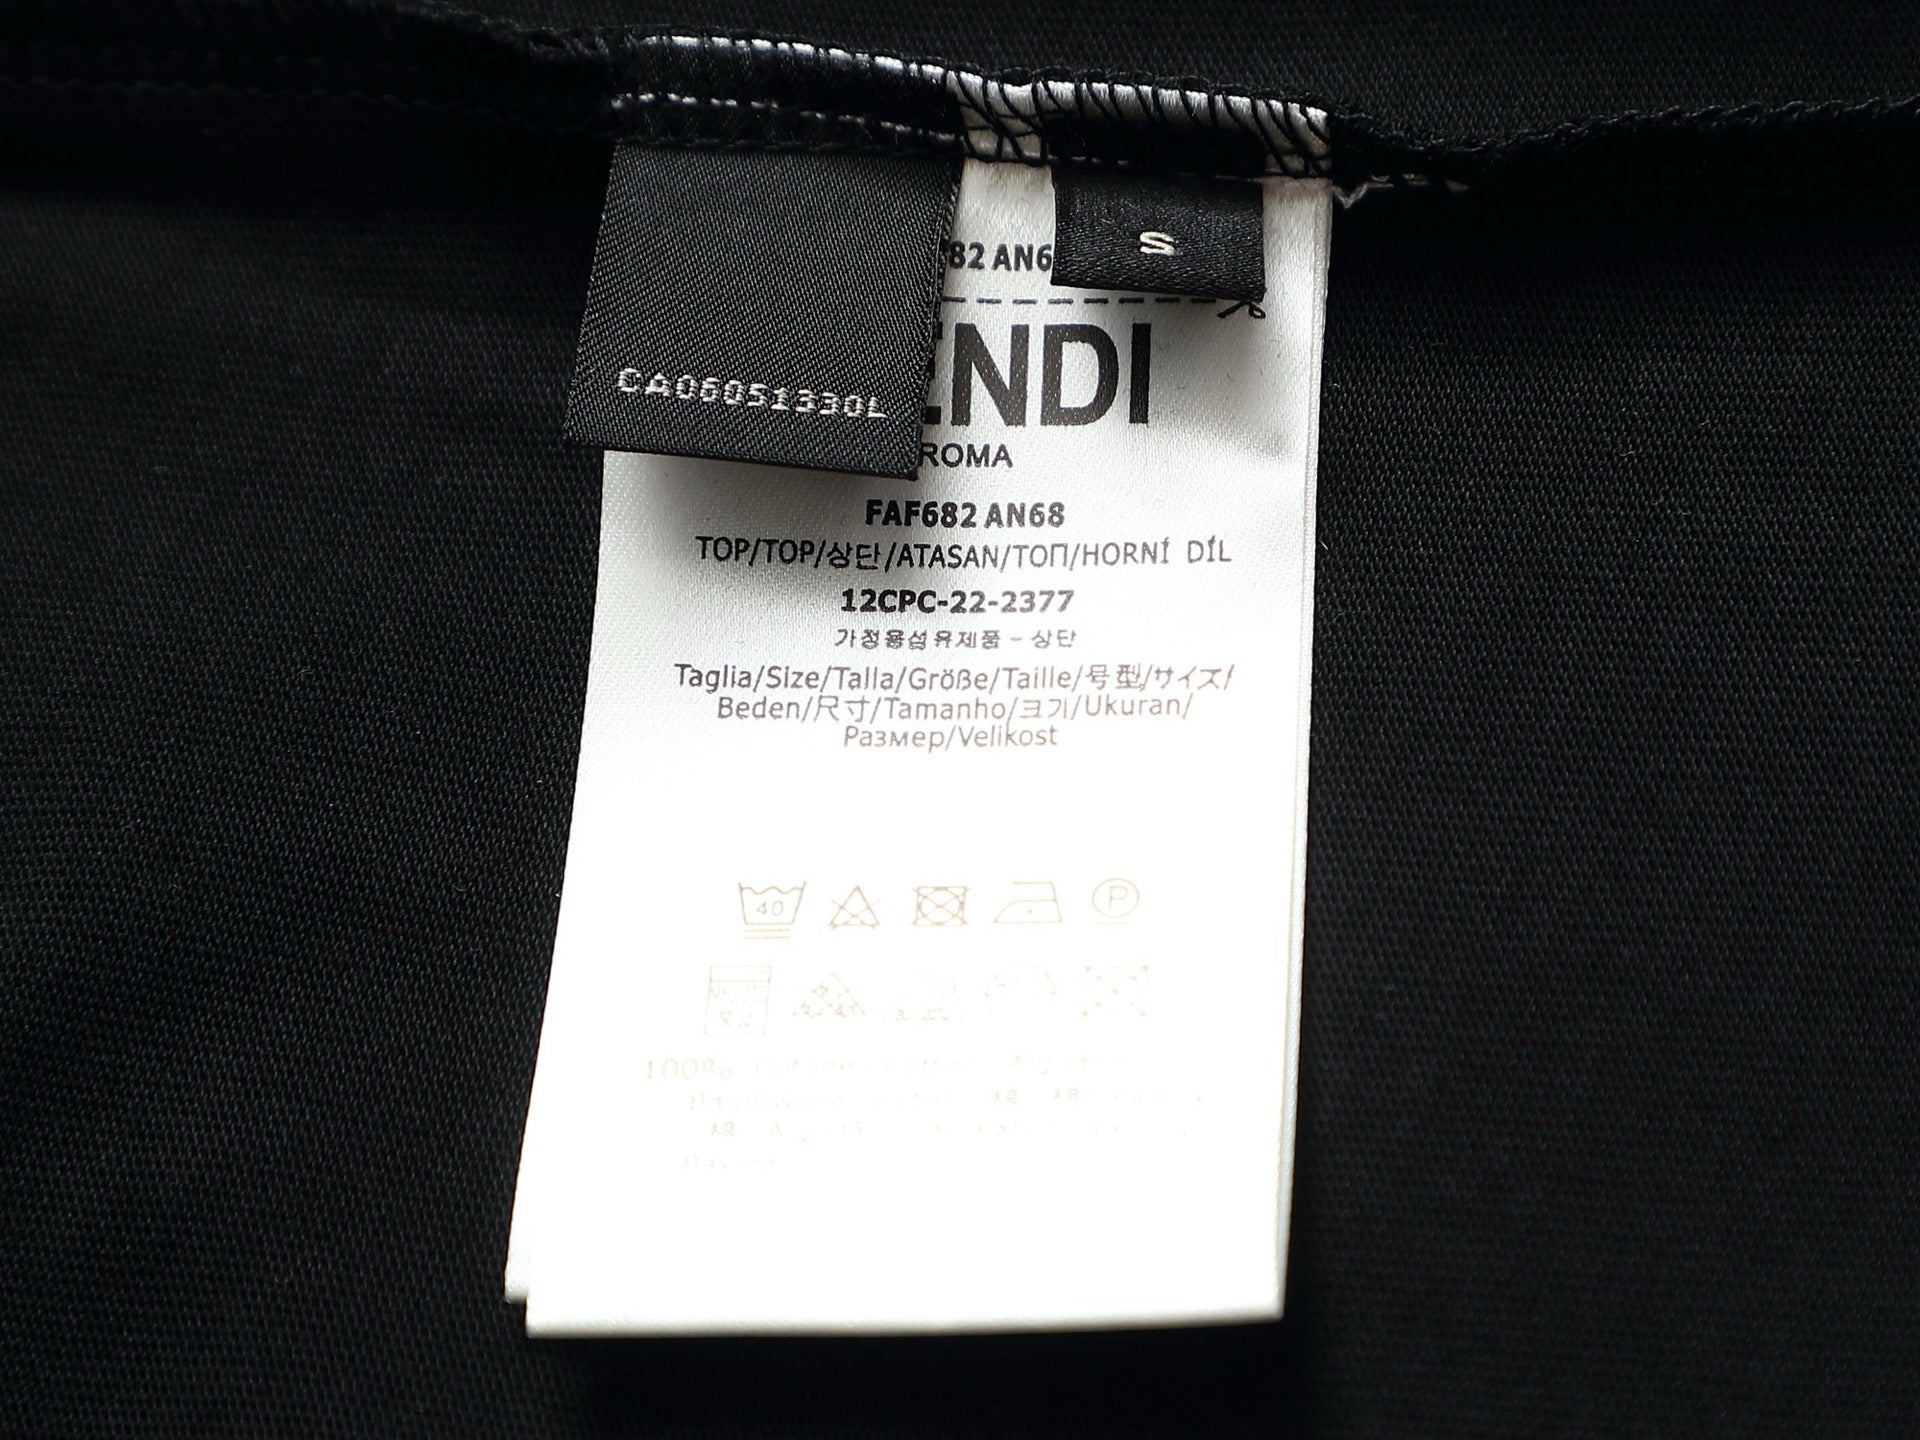 82 AN6
S
CA06051330L
ENDI
ROMA
FAF682 AN68
TOP/TOP/상단/ATASAN/ТОП/HORNÍ DÍL
12CPC-22-2377
가정용섬유제품 - 상단
Taglia/Size/Talla/Größe/Taille/号型/サイズ/
Beden/尺寸/Tamanho/크기/Ukuran/
Размер/Velikost
40
P
100%